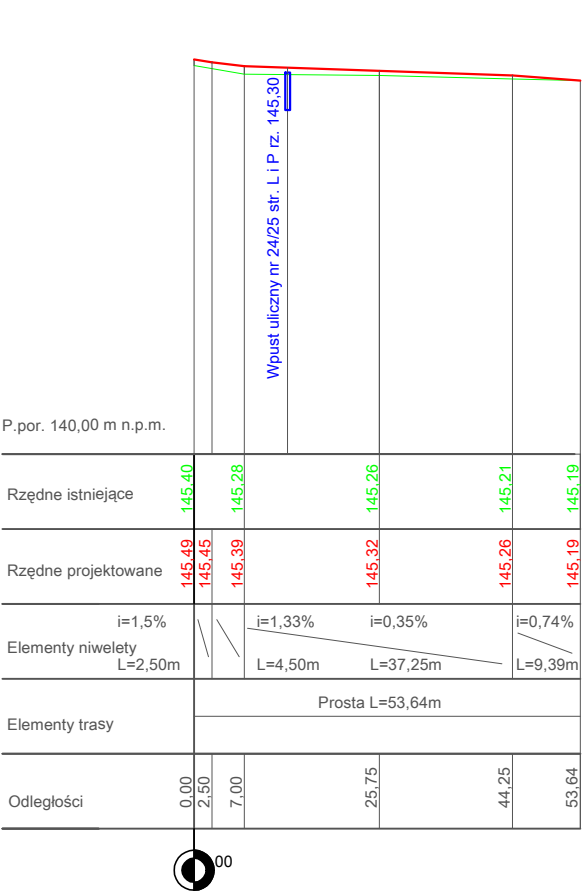 Wpust uliczny nr 24/25 str. L i P rz. 145,30
P.por. 140,00 m n.p.m.
Rzędne istniejące
145,40
145,28
145,26
145,21
145,19
Rzędne projektowane
145,49
145,45
145,39
145,32
145,26
145,19
Elementy niwelety
i=1,5%
L=2,50m
i=1,33%
L=4,50m
i=0,35%
L=37,25m
i=0,74%
L=9,39m
Elementy trasy
Prosta L=53,64m
Odległości
0,00
2,50
7,00
25,75
44,25
53,64
00